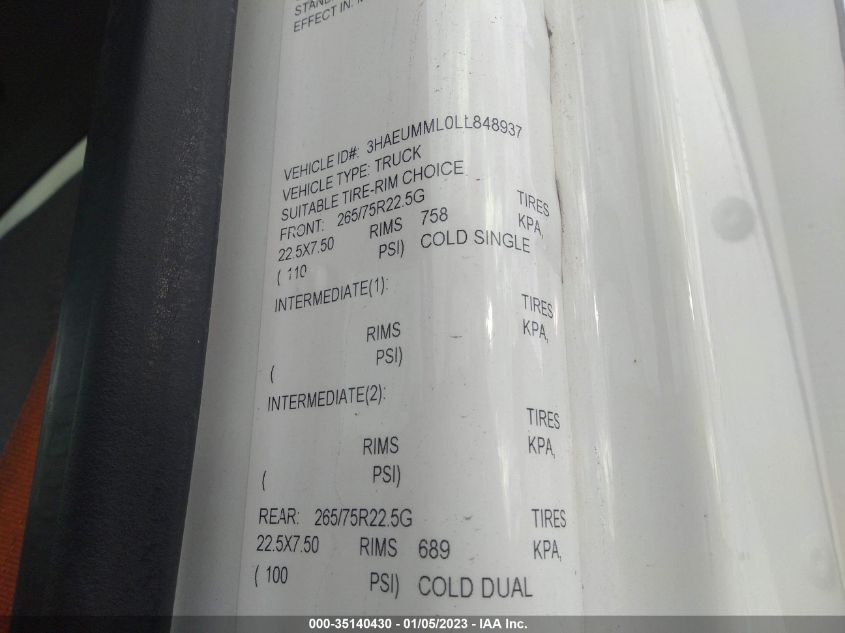 EFFECT IN:
VEHICLE ID#: 3HAEUMML0LL848937
VEHICLE TYPE: TRUCK
SUITABLE TIRE-RIM CHOICE
FRONT: 265/75R22.5G TIRES
22.5X7.50 RIMS 758 KPA,
( 110 PSI) COLD SINGLE
INTERMEDIATE(1):
TIRES
RIMS KPA,
( PSI)
INTERMEDIATE(2):
TIRES
RIMS KPA,
( PSI)
REAR: 265/75R22.5G TIRES
22.5X7.50 RIMS 689 KPA,
( 100 PSI) COLD DUAL
000-35140430 - 01/05/2023 - IAA Inc.